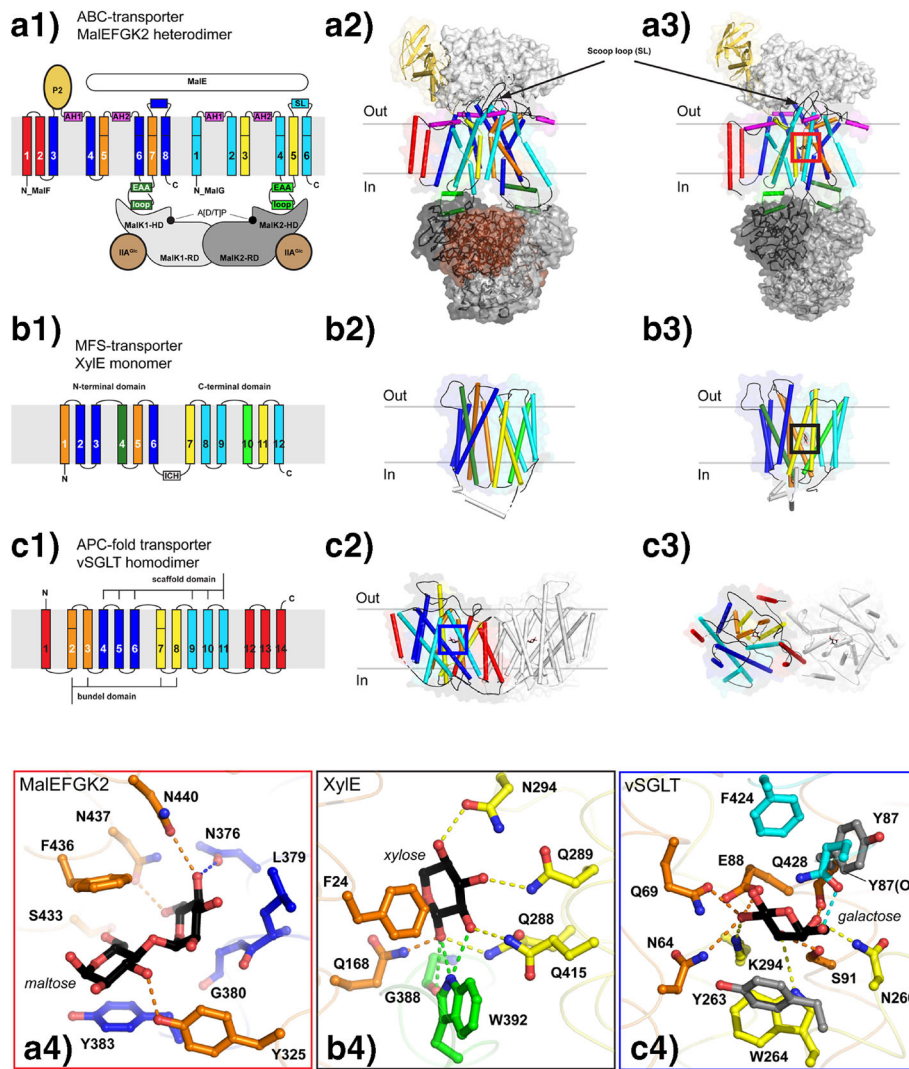 a1)
ABC-transporter
MalEFGK2 heterodimer
P2
MalE
AH1
AH2
SL
AH1
AH2
1
2
3
4
5
6
7
8
1
2
3
4
5
6
N_MalF
EAA
loop
C
N_MalG
EAA
loop
C
A[D/T]P
MalK1-HD
MalK2-HD
IIAGlc
MalK1-RD
MalK2-RD
IIAGlc
a2)
Scoop loop (SL)
Out
In
a3)
Out
In
b1)
MFS-transporter
XylE monomer
N-terminal domain
C-terminal domain
1
2
3
4
5
6
7
8
9
10
11
12
N
ICH
C
b2)
Out
In
b3)
Out
In
c1)
APC-fold transporter
vSGLT homodimer
scaffold domain
N
C
1
2
3
4
5
6
7
8
9
10
11
12
13
14
bundel domain
c2)
Out
In
c3)
MalEFGK2
N440
N437
N376
F436
L379
S433
maltose
G380
Y383
Y325
a4)
XylE
N294
xylose
Q289
F24
Q288
Q168
Q415
G388
W392
b4)
vSGLT
F424
Y87
E88
Q428
Q69
Y87(O
galactose
N64
K294
S91
Y263
N260
W264
c4)